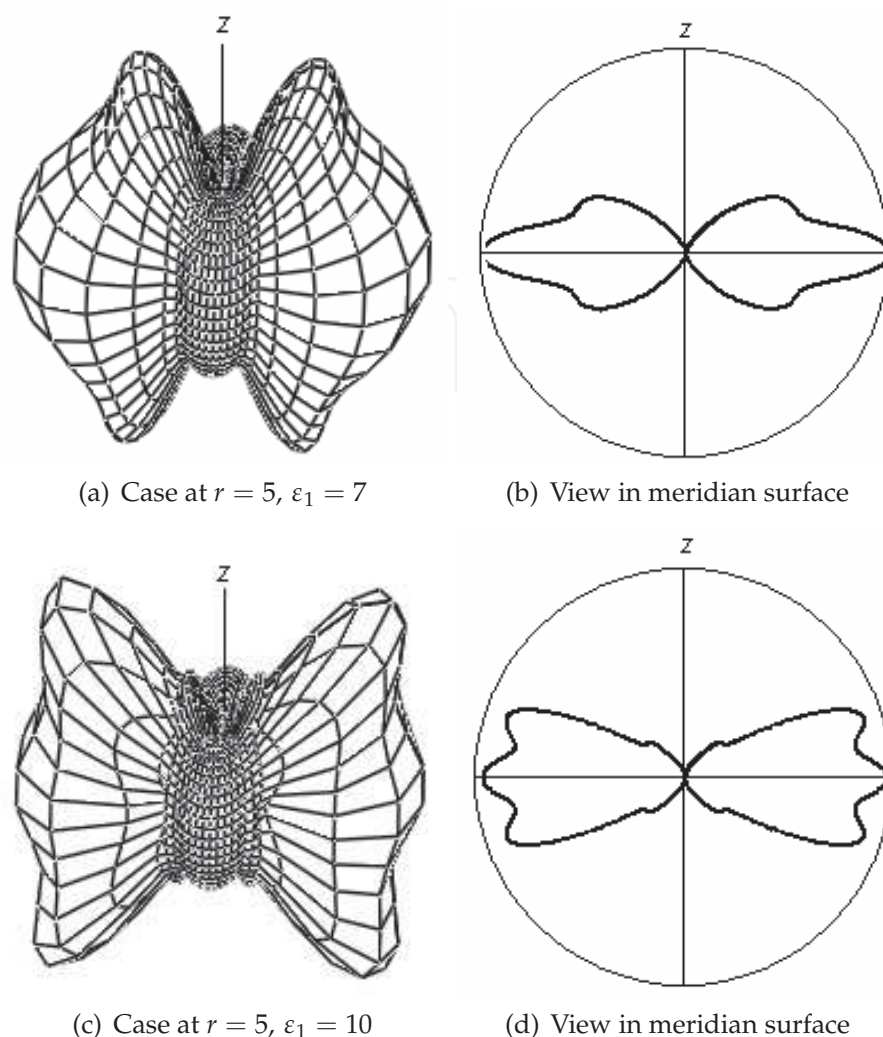 z
z
(a) Case at r = 5, ε₁ = 7
(b) View in meridian surface
z
z
(c) Case at r = 5, ε₁ = 10
(d) View in meridian surface